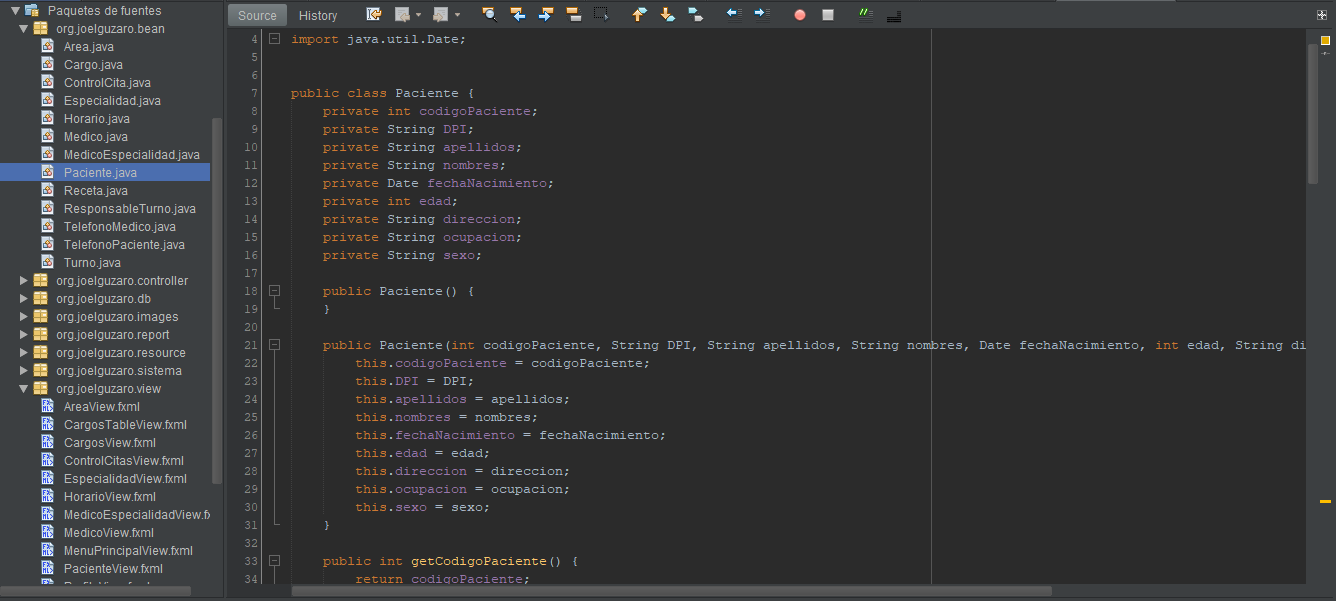 Paquetes de fuentes
org.joelguzaro.bean
Area.java
Cargo.java
ControlCita.java
Especialidad.java
Horario.java
Medico.java
MedicoEspecialidad.java
Paciente.java
Receta.java
ResponsableTurno.java
TelefonoMedico.java
TelefonoPaciente.java
Turno.java
org.joelguzaro.controller
org.joelguzaro.db
org.joelguzaro.images
org.joelguzaro.report
org.joelguzaro.resource
org.joelguzaro.sistema
org.joelguzaro.view
AreaView.fxml
CargosTableView.fxml
CargosView.fxml
ControlCitasView.fxml
EspecialidadView.fxml
HorarioView.fxml
MedicoEspecialidadView.f
MedicoView.fxml
MenuPrincipalView.fxml
PacienteView.fxml
Source History
4 import java.util.Date;
5
6
7 public class Paciente {
8 private int codigoPaciente;
9 private String DPI;
10 private String apellidos;
11 private String nombres;
12 private Date fechaNacimiento;
13 private int edad;
14 private String direccion;
15 private String ocupacion;
16 private String sexo;
17
18 public Paciente() {
19 }
20
21 public Paciente(int codigoPaciente, String DPI, String apellidos, String nombres, Date fechaNacimiento, int edad, String di
22 this.codigoPaciente = codigoPaciente;
23 this.DPI = DPI;
24 this.apellidos = apellidos;
25 this.nombres = nombres;
26 this.fechaNacimiento = fechaNacimiento;
27 this.edad = edad;
28 this.direccion = direccion;
29 this.ocupacion = ocupacion;
30 this.sexo = sexo;
31 }
32
33 public int getCodigoPaciente() {
34 return codigoPaciente;